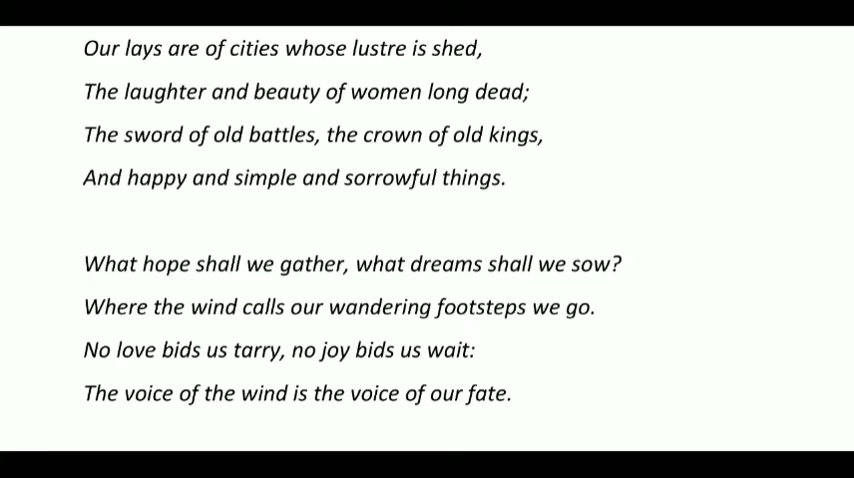 Our lays are of cities whose lustre is shed,
The laughter and beauty of women long dead;
The sword of old battles, the crown of old kings,
And happy and simple and sorrowful things.
What hope shall we gather, what dreams shall we sow?
Where the wind calls our wandering footsteps we go.
No love bids us tarry, no joy bids us wait:
The voice of the wind is the voice of our fate.